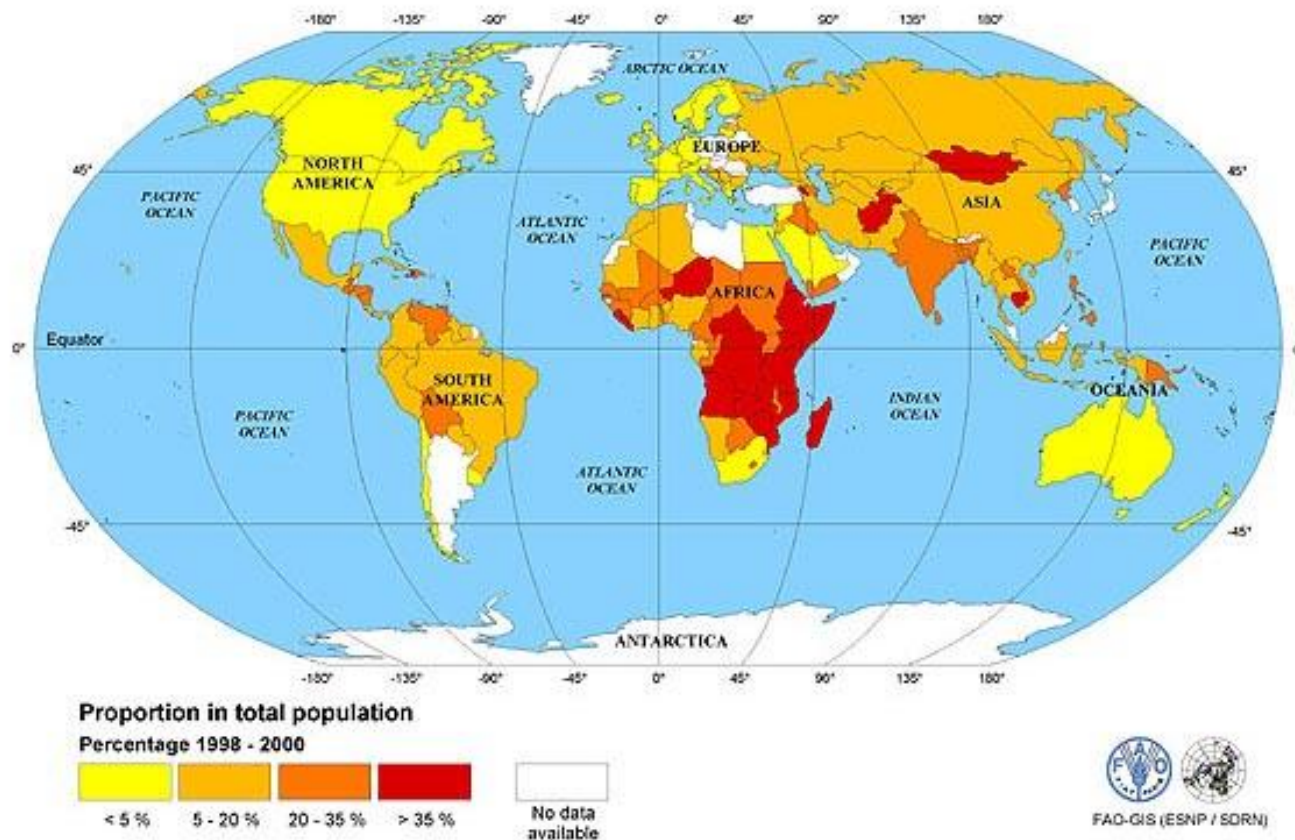 -180° -135° -90° -45° 0° 45° 90° 135° 180°
ARCTIC OCEAN
NORTH
AMERICA
EUROPE
45°
45°
ASIA
PACIFIC
OCEAN
ATLANTIC
OCEAN
PACIFIC
OCEAN
AFRICA
Equator
0°
SOUTH
AMERICA
OCEANIA
PACIFIC
OCEAN
INDIAN
OCEAN
ATLANTIC
OCEAN
-45°
-45°
ANTARCTICA
-180° -135° -90° -45° 0° 45° 90° 135° 180°
Proportion in total population
Percentage 1998 - 2000
< 5 % 5 - 20 % 20 - 35 % > 35 %
No data
available
F A O
FAO-GIS (ESNP / SDRN)